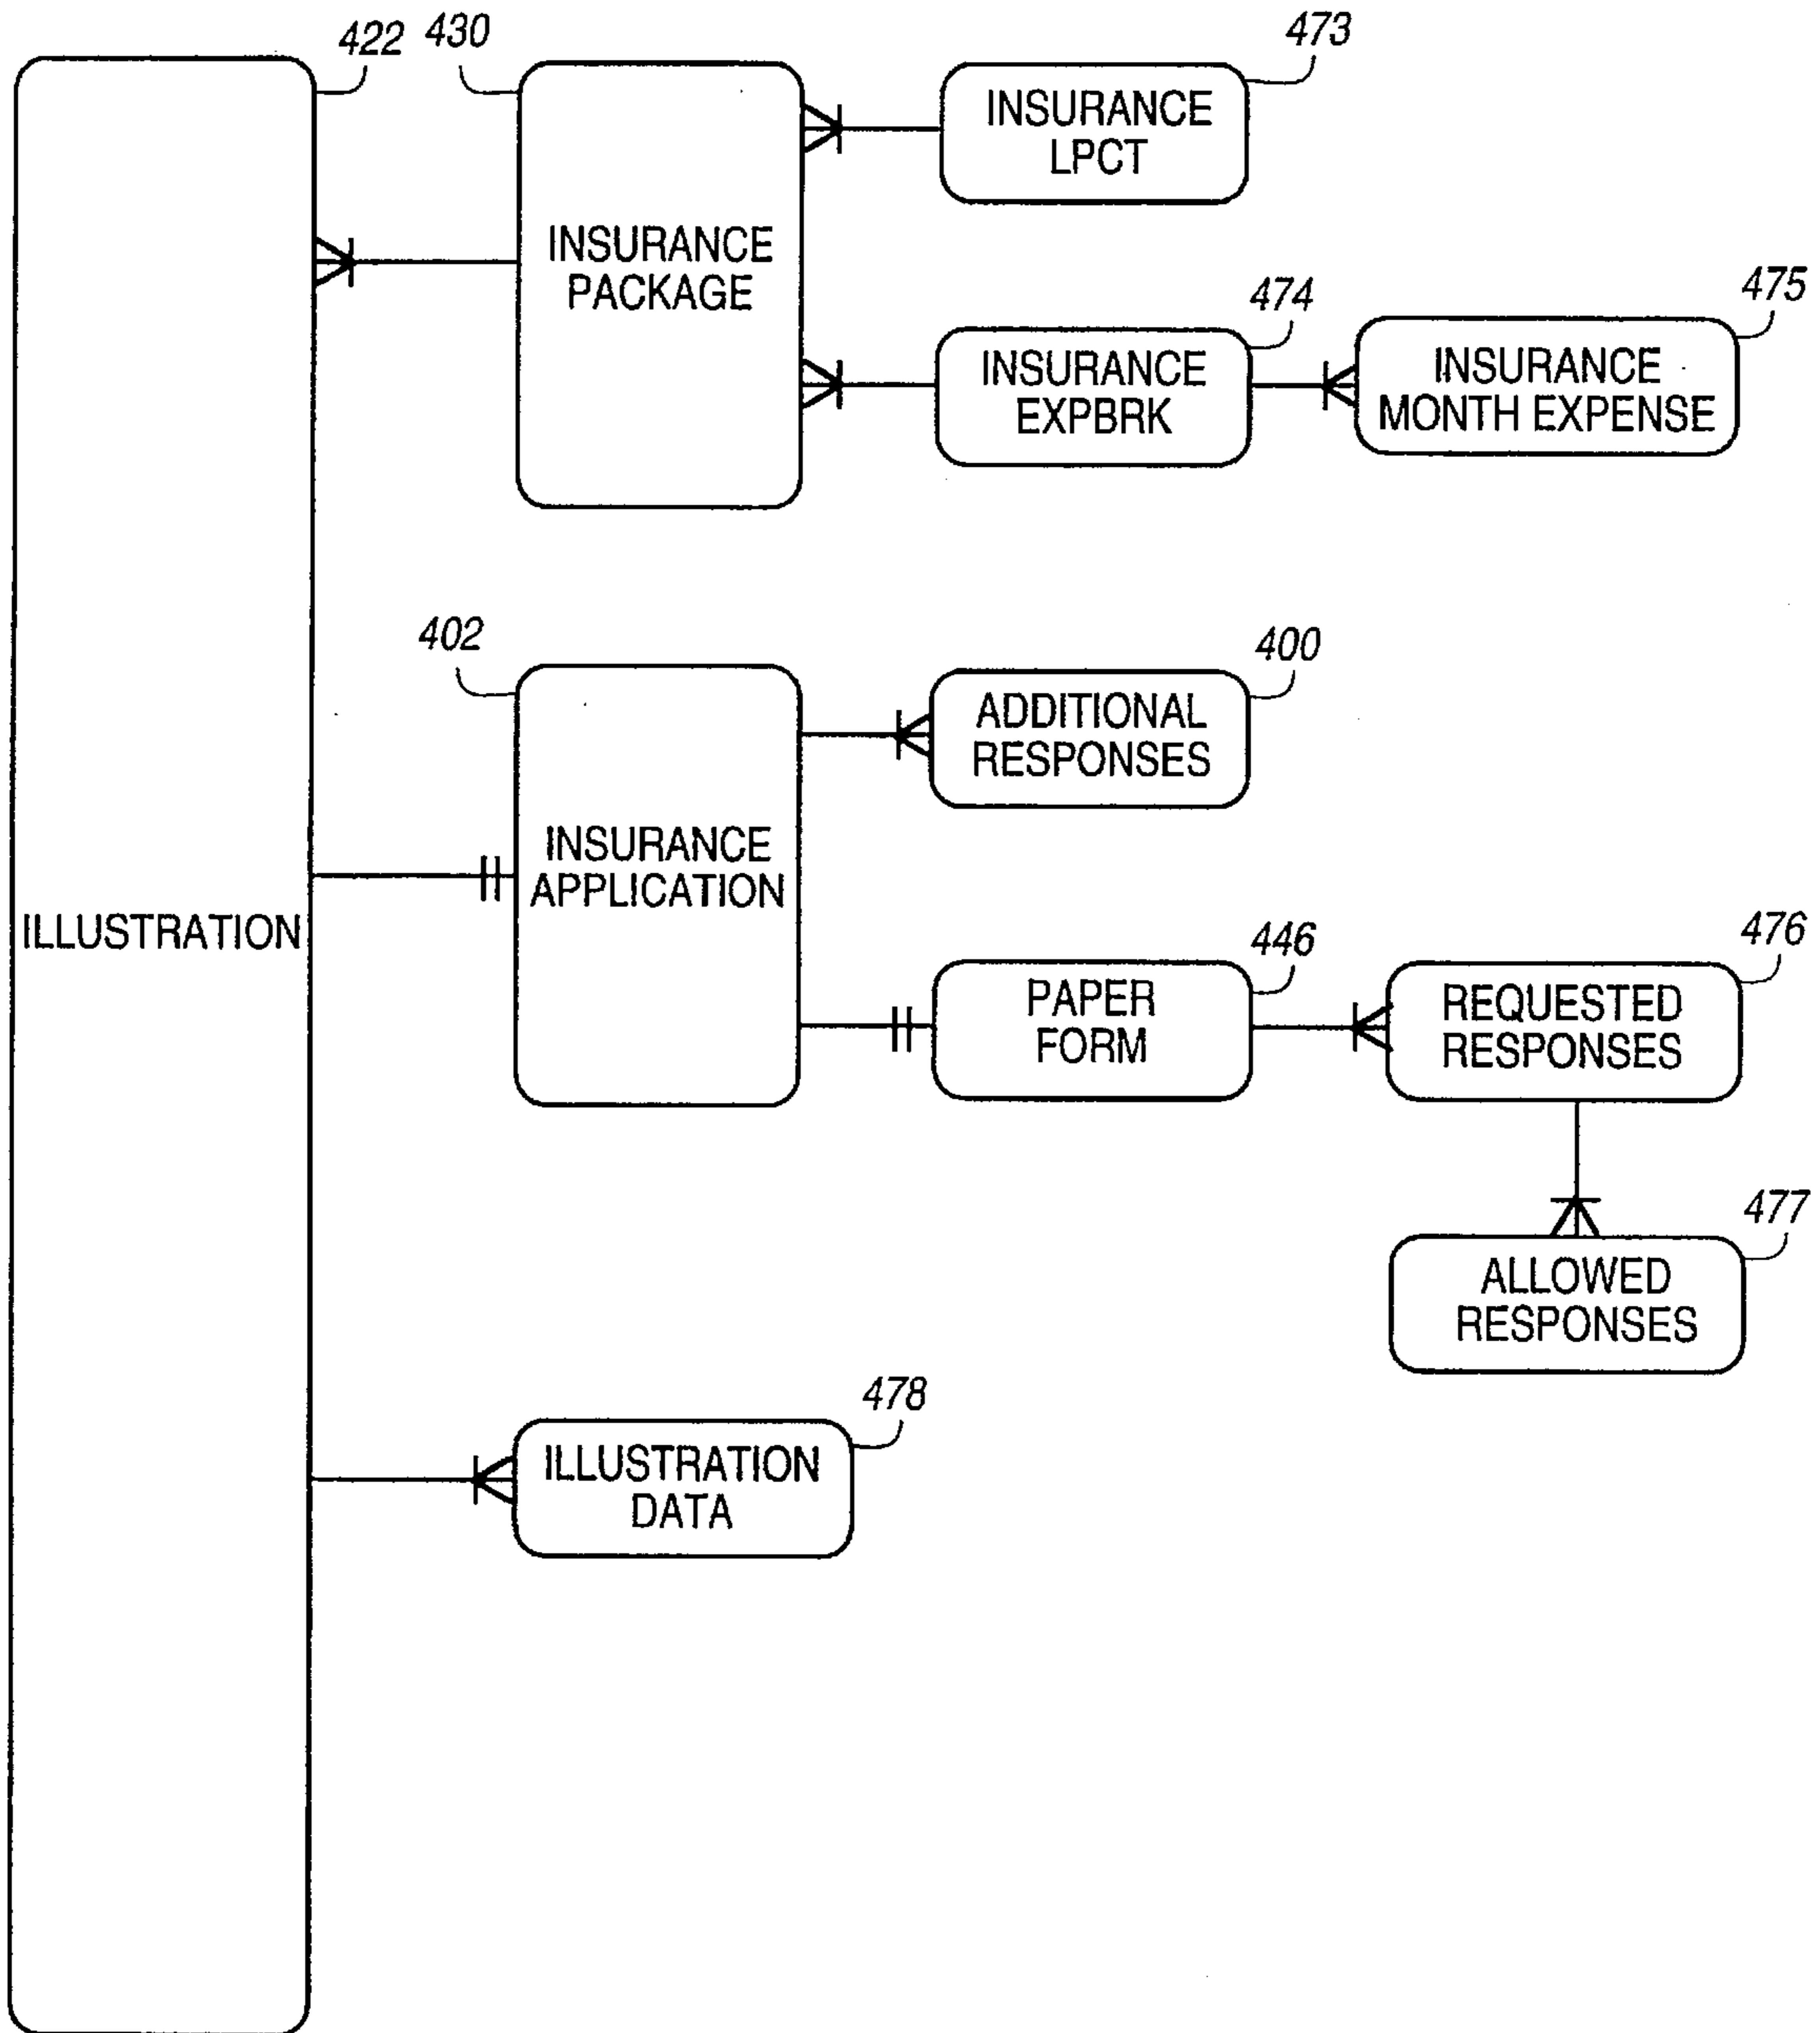 422
430
473
INSURANCE
LPCT
INSURANCE
PACKAGE
474
475
INSURANCE
EXPBRK
INSURANCE
MONTH EXPENSE
402
400
ADDITIONAL
RESPONSES
INSURANCE
APPLICATION
ILLUSTRATION
446
476
PAPER
FORM
REQUESTED
RESPONSES
477
ALLOWED
RESPONSES
478
ILLUSTRATION
DATA